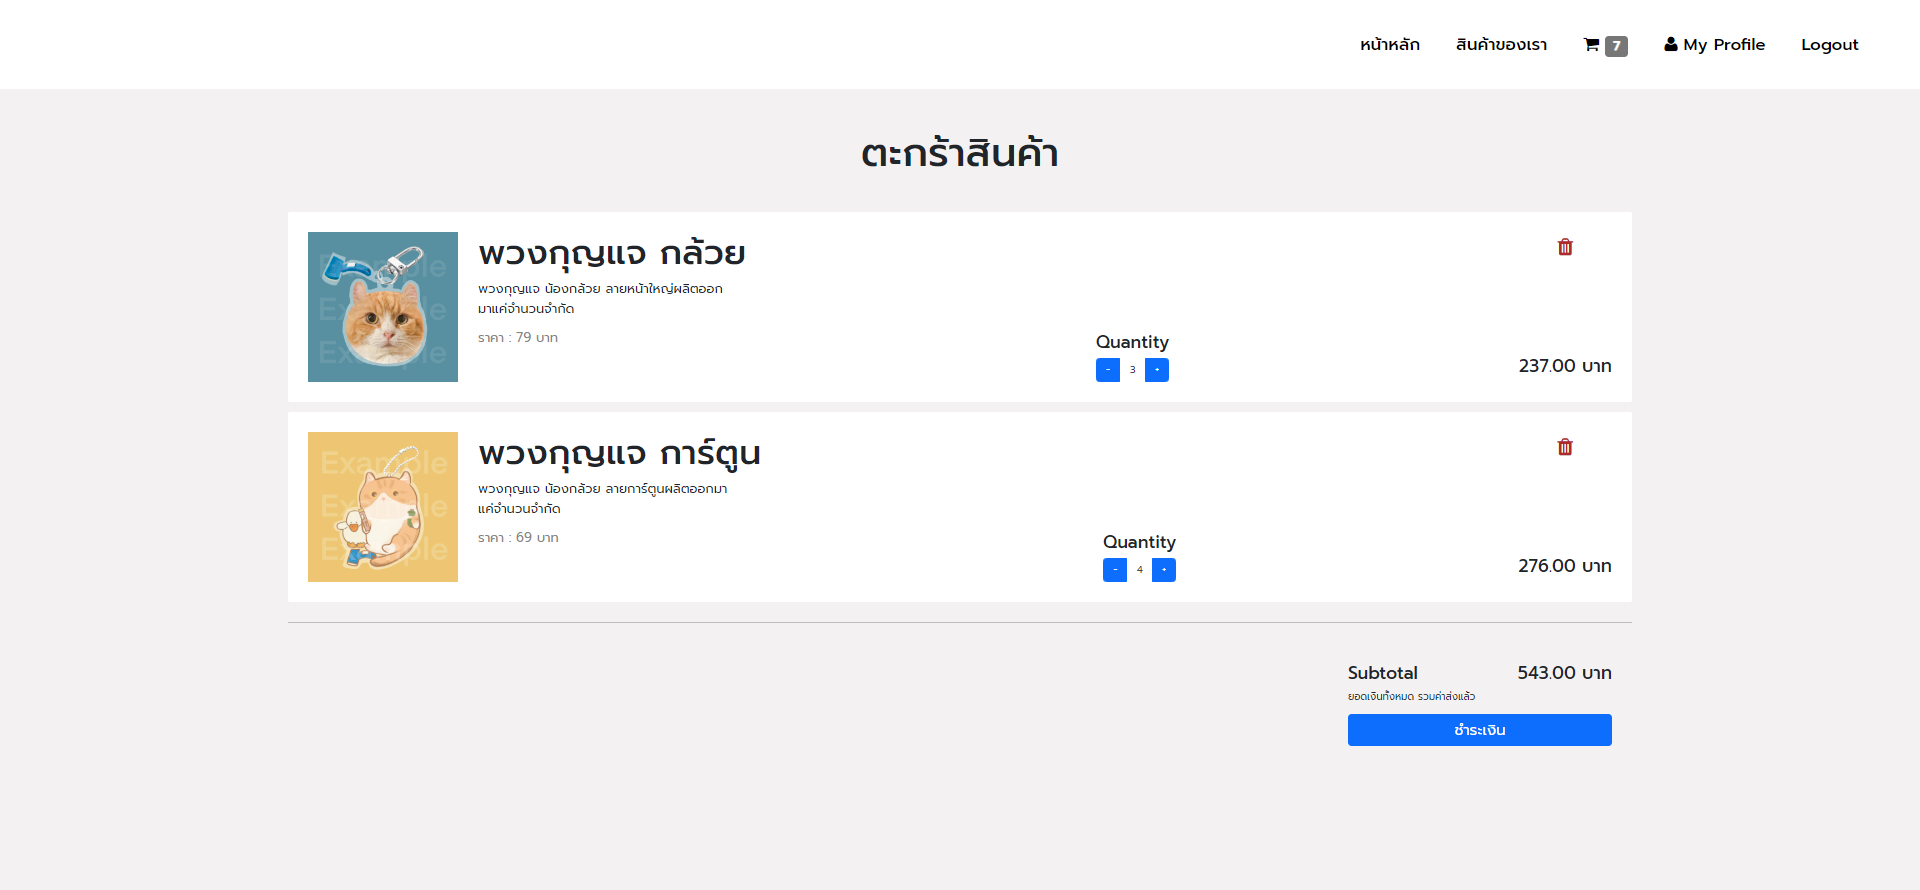 หน้าหลัก สินค้าของเรา 7 My Profile Logout
ตะกร้าสินค้า
พวงกุญแจ กล้วย
พวงกุญแจ น้องกล้วย ลายหน้าใหญ่ผลิตออก
มาแค่จำนวนจำกัด
ราคา : 79 บาท
Quantity
- 3 +
237.00 บาท
Example
Example
Example
พวงกุญแจ การ์ตูน
พวงกุญแจ น้องกล้วย ลายการ์ตูนผลิตออกมา
แค่จำนวนจำกัด
ราคา : 69 บาท
Quantity
- 4 +
276.00 บาท
Example
Example
Example
Subtotal 543.00 บาท
ยอดเงินทั้งหมด รวมค่าส่งแล้ว
ชำระเงิน